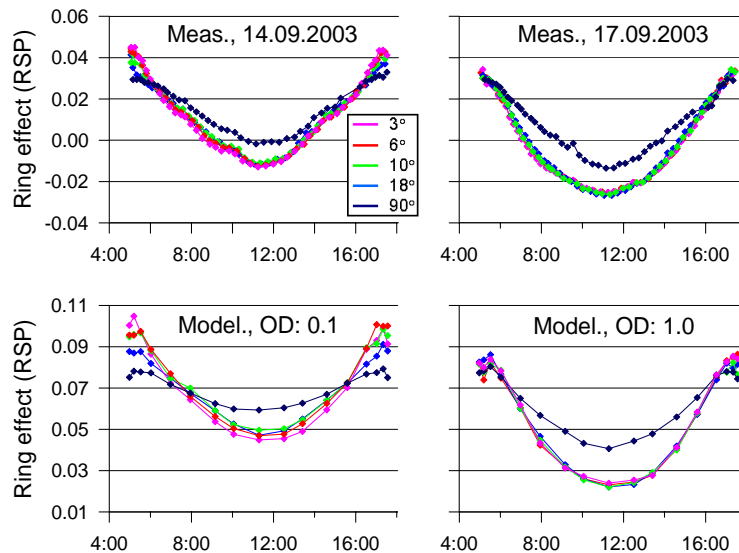 Meas., 14.09.2003
Meas., 17.09.2003
Ring effect (RSP)
0.06
0.04
0.02
0.00
-0.02
-0.04
3°
6°
10°
18°
90°
4:00 8:00 12:00 16:00
4:00 8:00 12:00 16:00
Model., OD: 0.1
Model., OD: 1.0
Ring effect (RSP)
0.11
0.09
0.07
0.05
0.03
0.01
4:00 8:00 12:00 16:00
4:00 8:00 12:00 16:00